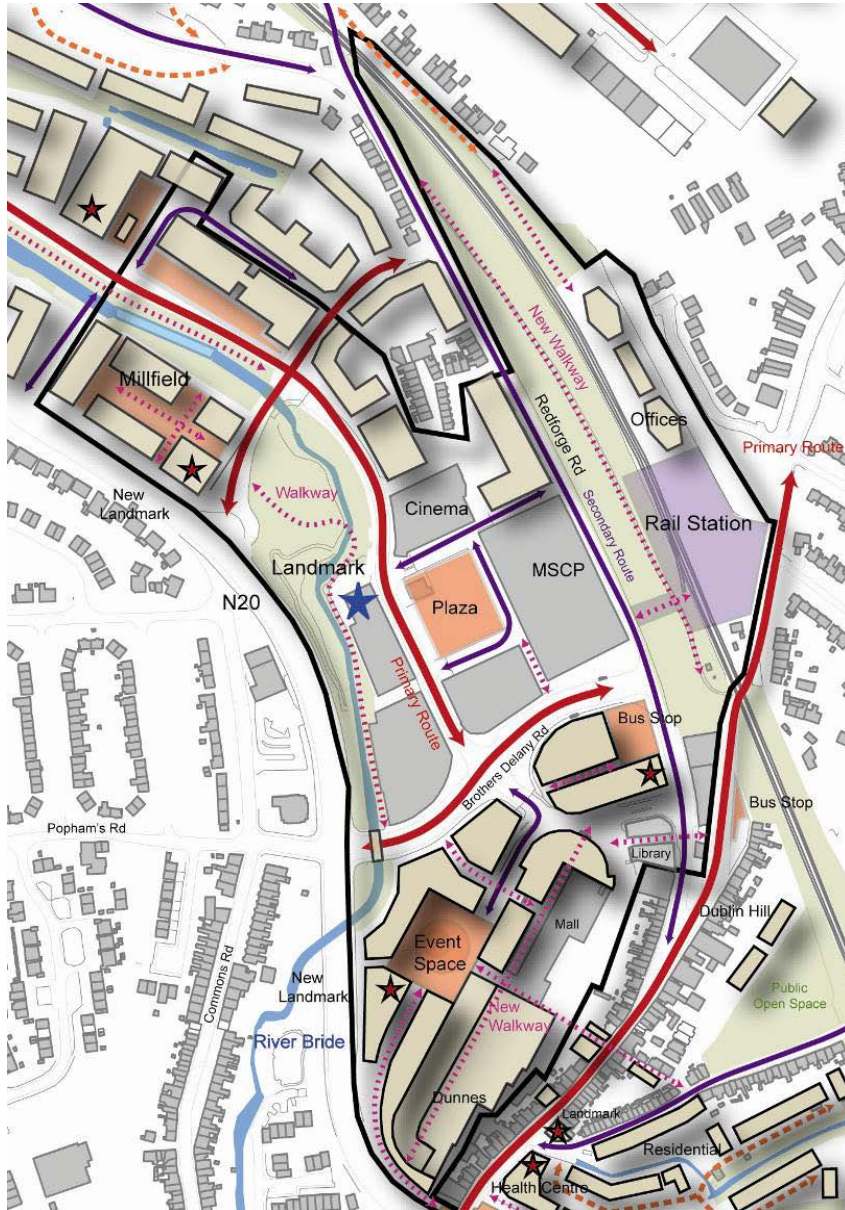 Millfield
New
Landmark
Walkway
Landmark
N20
Cinema
Plaza
MSCP
New Walkway
Redforge Rd
Secondary Route
Offices
Primary Route
Rail Station
Primary Route
Brothers Delany Rd
Bus Stop
Bus Stop
Library
Popham's Rd
Commons Rd
New
Landmark
River Bride
Event
Space
Mall
New
Walkway
Dublin Hill
Public
Open Space
Dunnes
Landmark
Residential
Health Centre